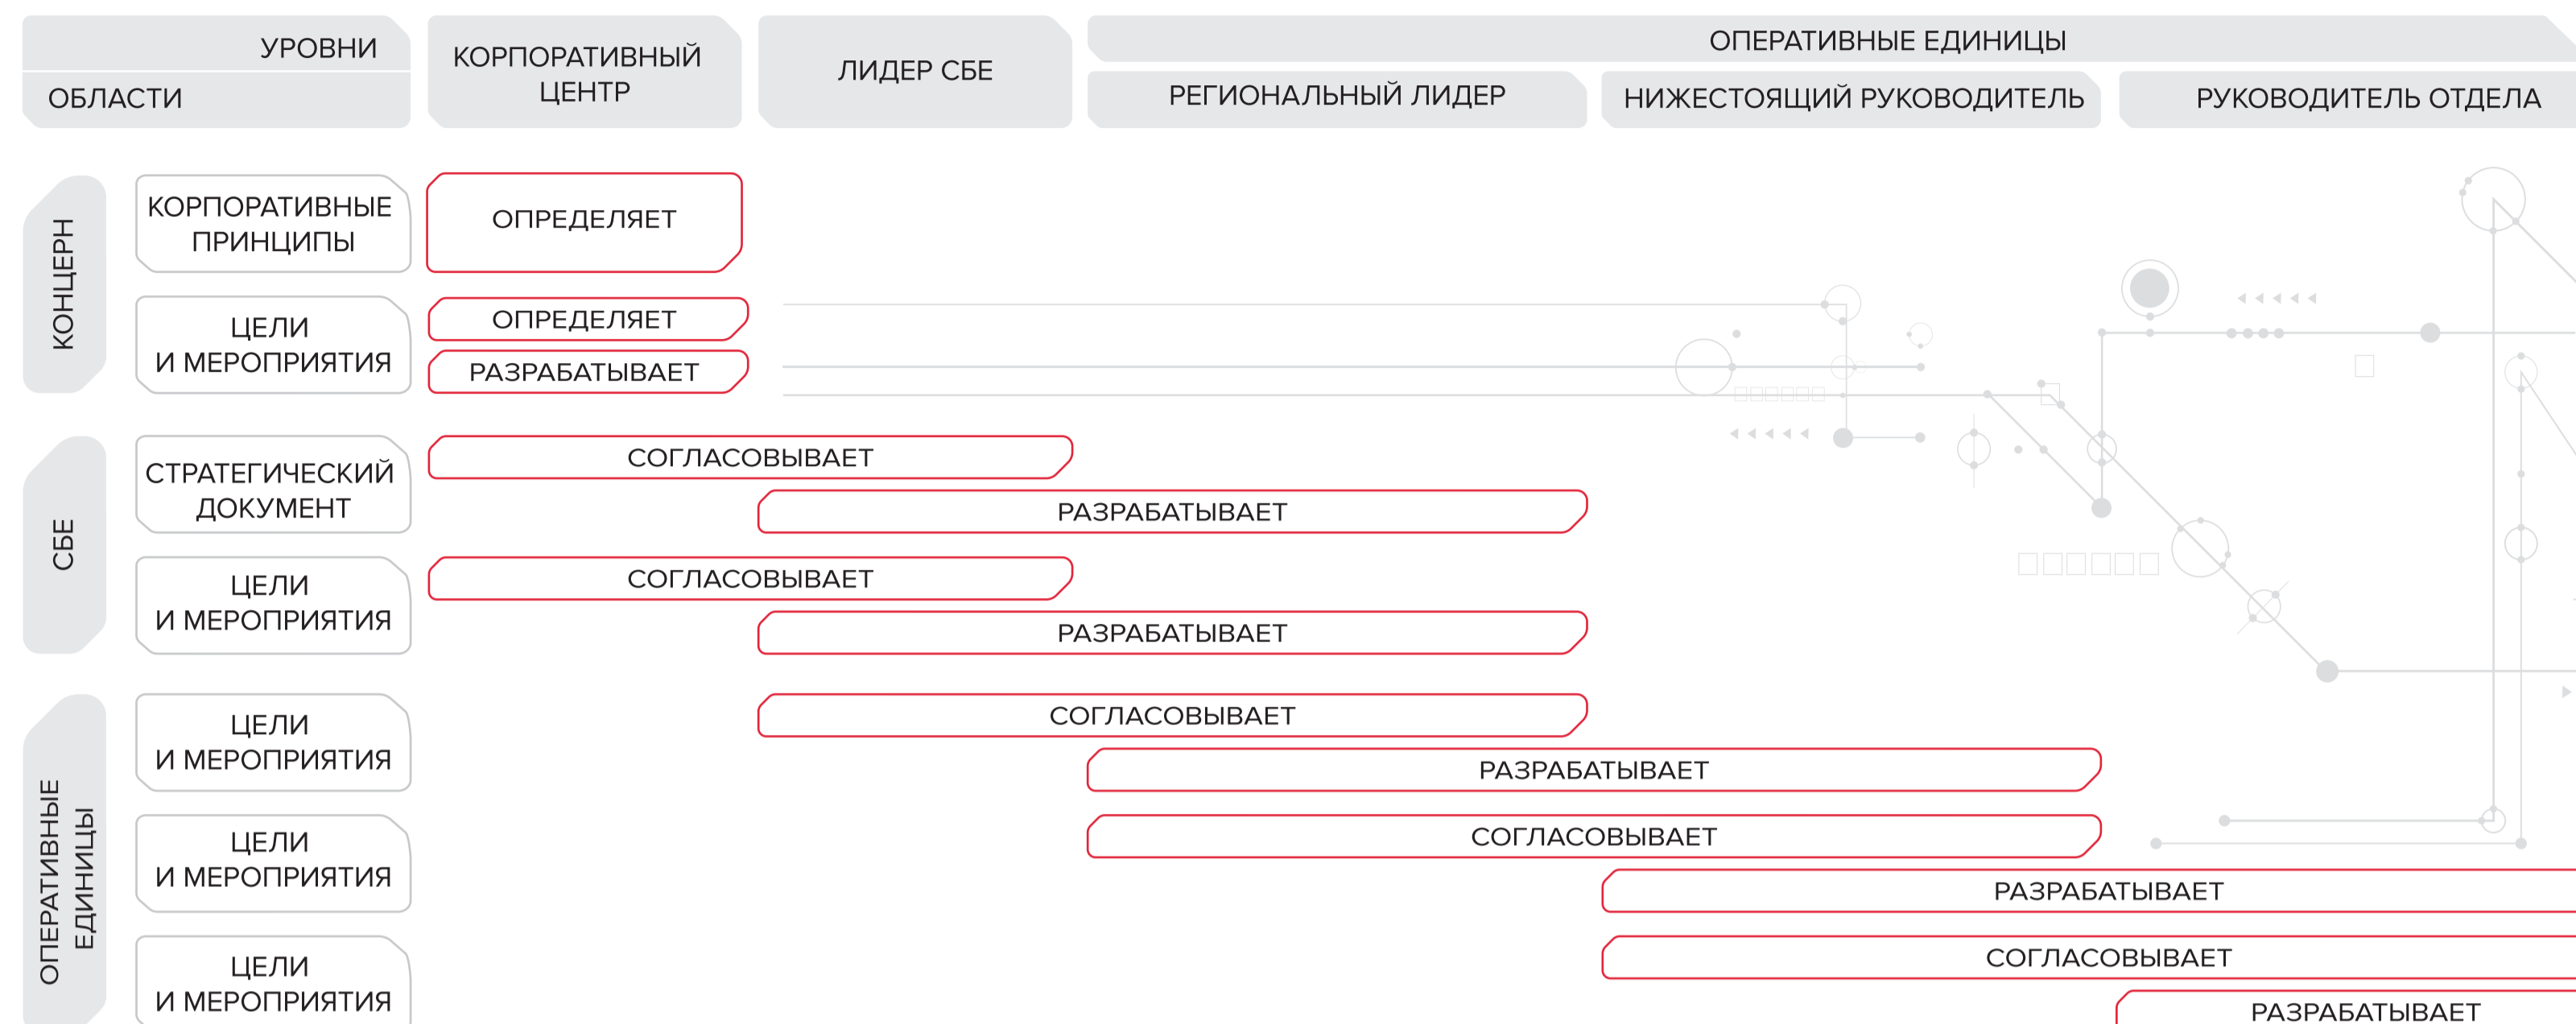 УРОВНИ
ОБЛАСТИ
КОРПОРАТИВНЫЙ
ЦЕНТР
ЛИДЕР СБЕ
ОПЕРАТИВНЫЕ ЕДИНИЦЫ
РЕГИОНАЛЬНЫЙ ЛИДЕР
НИЖЕСТОЯЩИЙ РУКОВОДИТЕЛЬ
РУКОВОДИТЕЛЬ ОТДЕЛА
КОНЦЕРН
КОРПОРАТИВНЫЕ
ПРИНЦИПЫ
ОПРЕДЕЛЯЕТ
ЦЕЛИ
И МЕРОПРИЯТИЯ
ОПРЕДЕЛЯЕТ
РАЗРАБАТЫВАЕТ
СБЕ
СТРАТЕГИЧЕСКИЙ
ДОКУМЕНТ
СОГЛАСОВЫВАЕТ
РАЗРАБАТЫВАЕТ
ЦЕЛИ
И МЕРОПРИЯТИЯ
СОГЛАСОВЫВАЕТ
РАЗРАБАТЫВАЕТ
ОПЕРАТИВНЫЕ
ЕДИНИЦЫ
ЦЕЛИ
И МЕРОПРИЯТИЯ
СОГЛАСОВЫВАЕТ
РАЗРАБАТЫВАЕТ
ЦЕЛИ
И МЕРОПРИЯТИЯ
СОГЛАСОВЫВАЕТ
РАЗРАБАТЫВАЕТ
ЦЕЛИ
И МЕРОПРИЯТИЯ
СОГЛАСОВЫВАЕТ
РАЗРАБАТЫВАЕТ